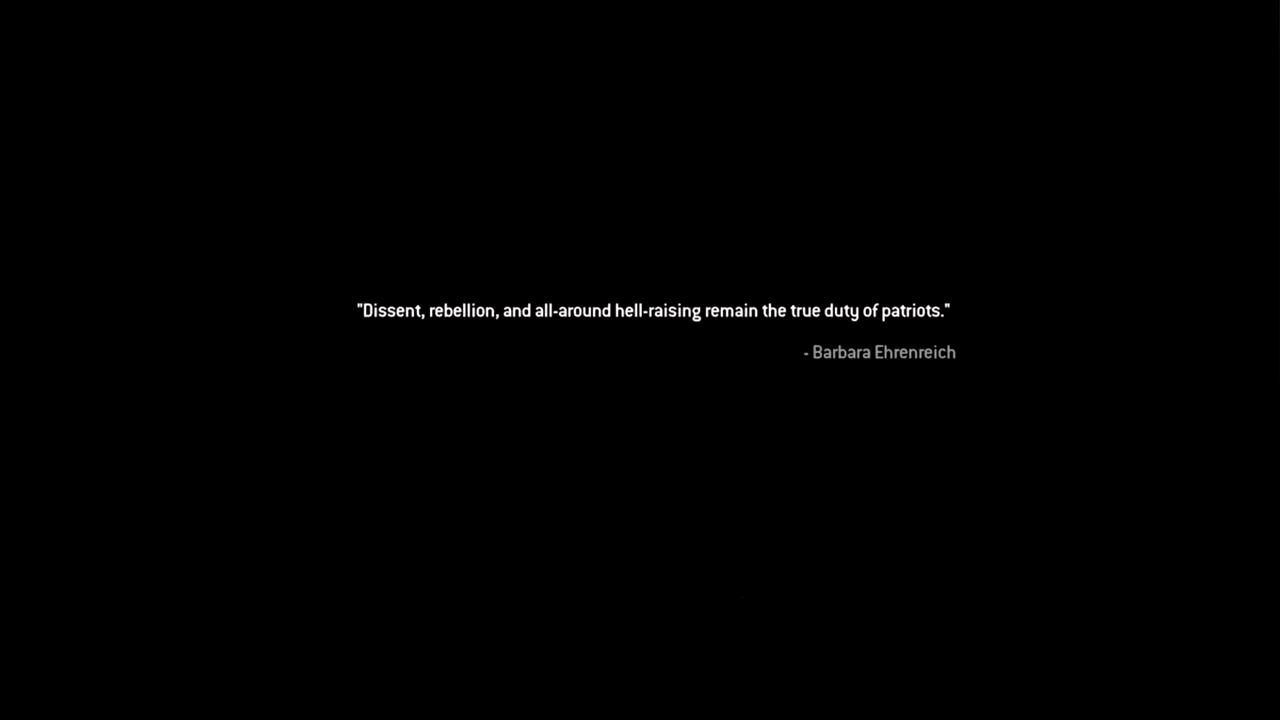 "Dissent, rebellion, and all-around hell-raising remain the true duty of patriots."
- Barbara Ehrenreich